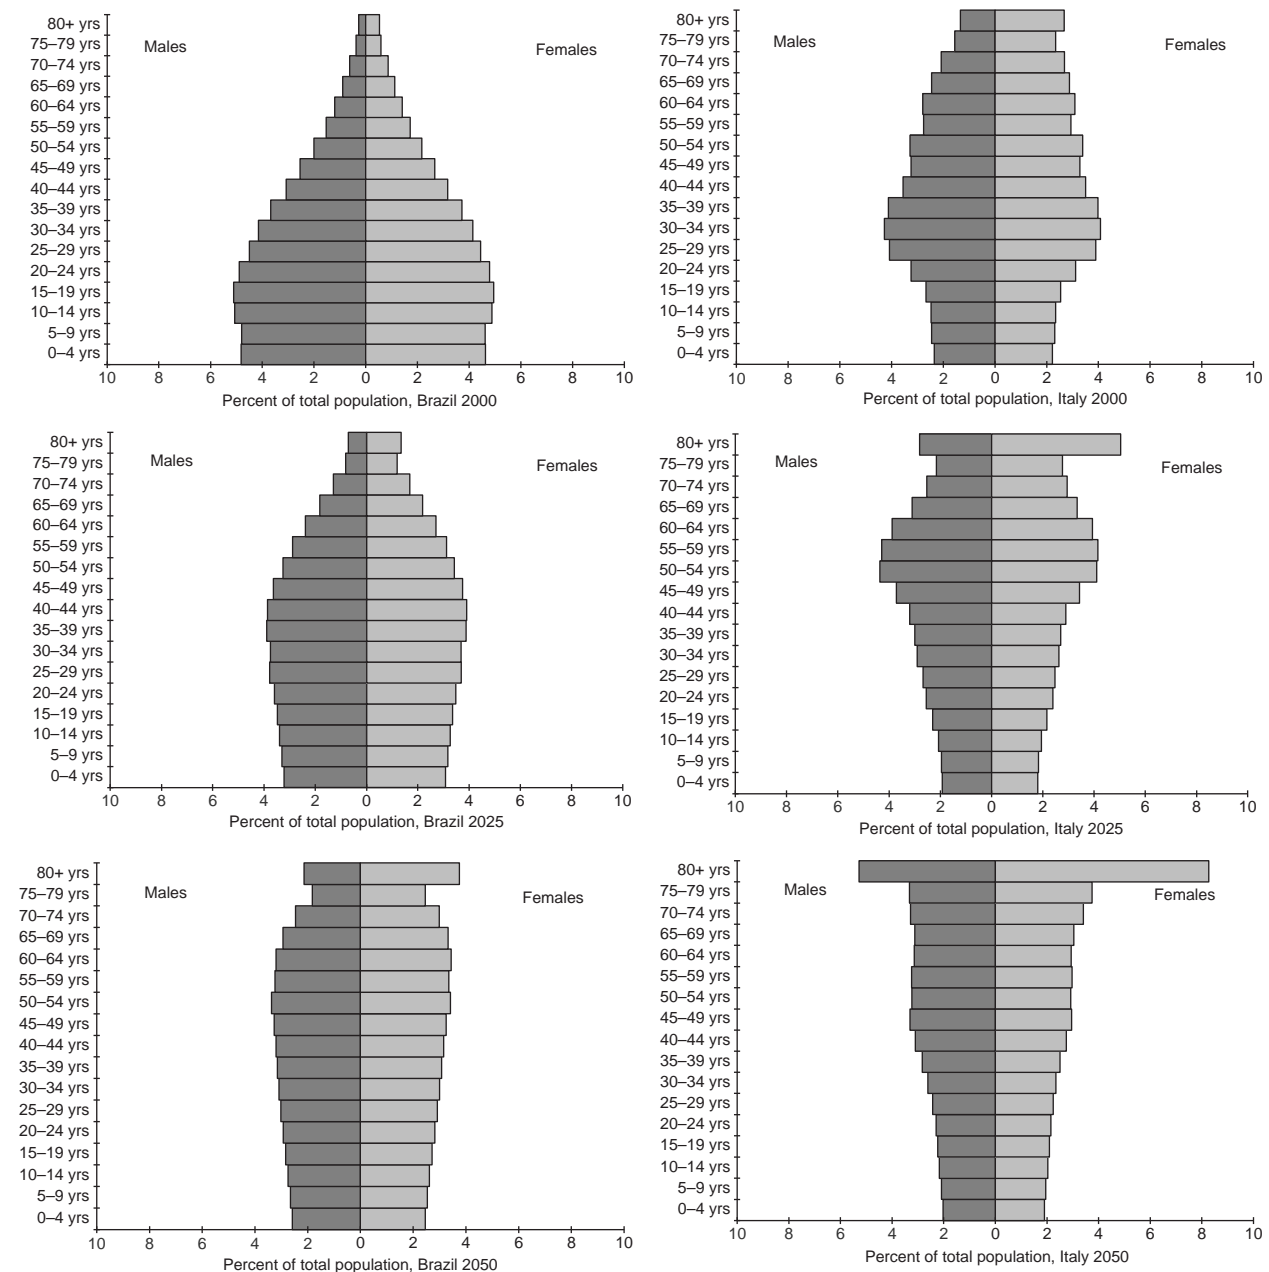 80+ yrs
75–79 yrs
70–74 yrs
65–69 yrs
60–64 yrs
55–59 yrs
50–54 yrs
45–49 yrs
40–44 yrs
35–39 yrs
30–34 yrs
25–29 yrs
20–24 yrs
15–19 yrs
10–14 yrs
5–9 yrs
0–4 yrs
Males
Females
10 8 6 4 2 0 2 4 6 8 10
Percent of total population, Brazil 2000
80+ yrs
75–79 yrs
70–74 yrs
65–69 yrs
60–64 yrs
55–59 yrs
50–54 yrs
45–49 yrs
40–44 yrs
35–39 yrs
30–34 yrs
25–29 yrs
20–24 yrs
15–19 yrs
10–14 yrs
5–9 yrs
0–4 yrs
Males
Females
10 8 6 4 2 0 2 4 6 8 10
Percent of total population, Italy 2000
80+ yrs
75–79 yrs
70–74 yrs
65–69 yrs
60–64 yrs
55–59 yrs
50–54 yrs
45–49 yrs
40–44 yrs
35–39 yrs
30–34 yrs
25–29 yrs
20–24 yrs
15–19 yrs
10–14 yrs
5–9 yrs
0–4 yrs
Males
Females
10 8 6 4 2 0 2 4 6 8 10
Percent of total population, Brazil 2025
80+ yrs
75–79 yrs
70–74 yrs
65–69 yrs
60–64 yrs
55–59 yrs
50–54 yrs
45–49 yrs
40–44 yrs
35–39 yrs
30–34 yrs
25–29 yrs
20–24 yrs
15–19 yrs
10–14 yrs
5–9 yrs
0–4 yrs
Males
Females
10 8 6 4 2 0 2 4 6 8 10
Percent of total population, Italy 2025
80+ yrs
75–79 yrs
70–74 yrs
65–69 yrs
60–64 yrs
55–59 yrs
50–54 yrs
45–49 yrs
40–44 yrs
35–39 yrs
30–34 yrs
25–29 yrs
20–24 yrs
15–19 yrs
10–14 yrs
5–9 yrs
0–4 yrs
Males
Females
10 8 6 4 2 0 2 4 6 8 10
Percent of total population, Brazil 2050
80+ yrs
75–79 yrs
70–74 yrs
65–69 yrs
60–64 yrs
55–59 yrs
50–54 yrs
45–49 yrs
40–44 yrs
35–39 yrs
30–34 yrs
25–29 yrs
20–24 yrs
15–19 yrs
10–14 yrs
5–9 yrs
0–4 yrs
Males
Females
10 8 6 4 2 0 2 4 6 8 10
Percent of total population, Italy 2050